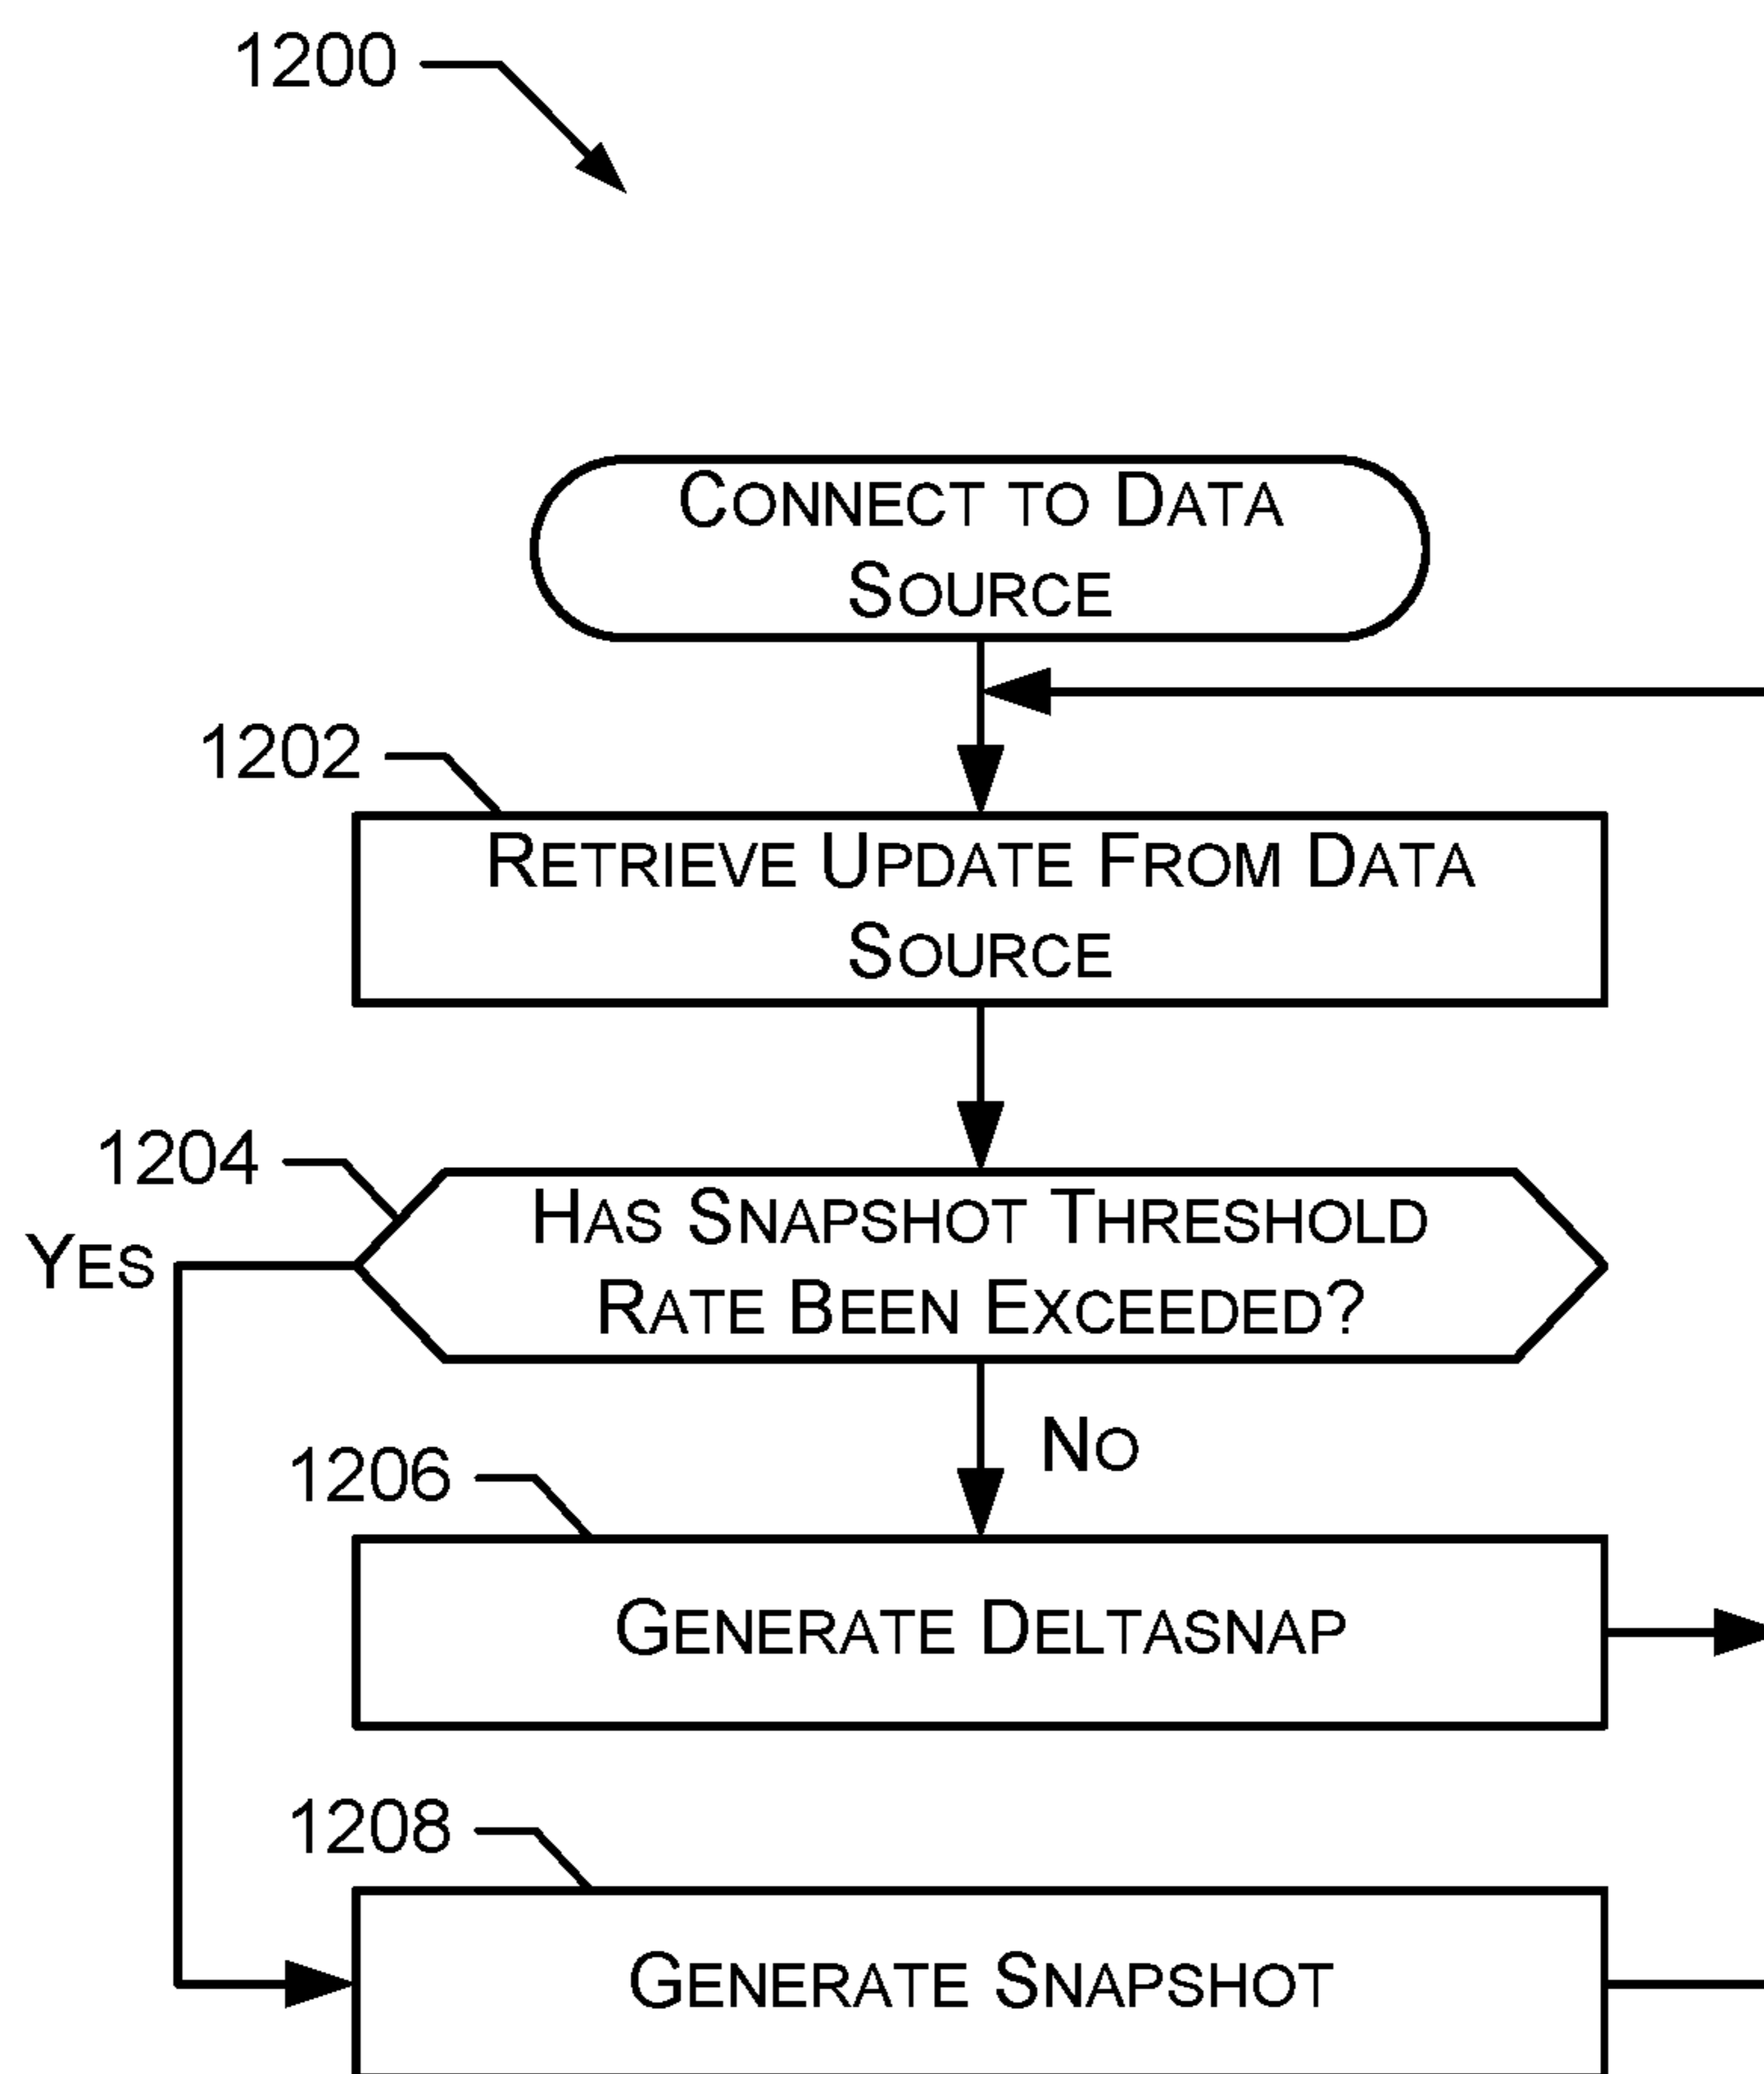 1200
Connect to Data
Source
1202
Retrieve Update From Data
Source
1204
Has Snapshot Threshold
Yes
Rate Been Exceeded?
No
1206
Generate Deltasnap
1208
Generate Snapshot